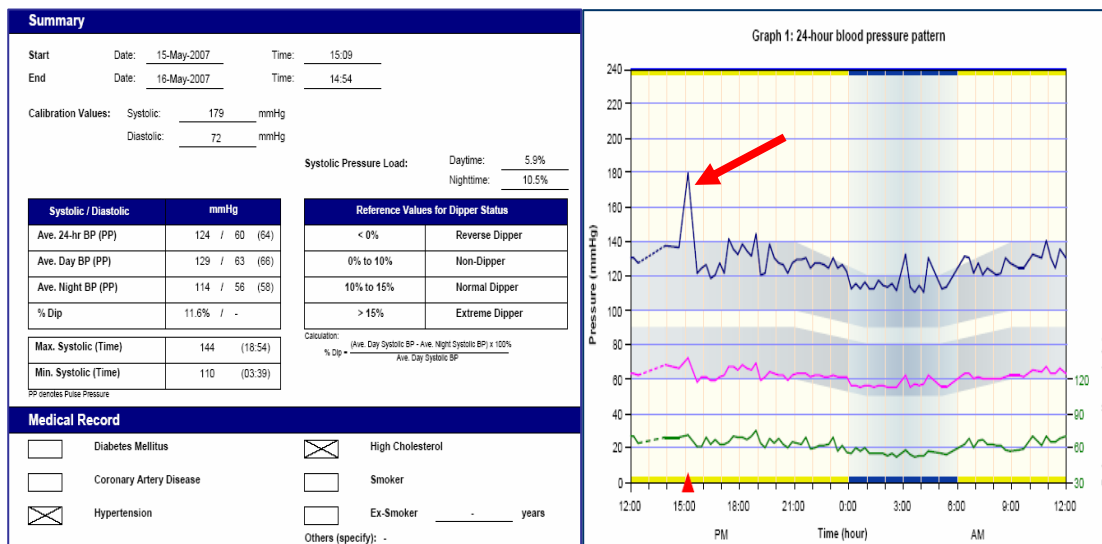 Summary
Start Date: 15-May-2007 Time: 15:09
End Date: 16-May-2007 Time: 14:54
Calibration Values: Systolic: 179 mmHg
Diastolic: 72 mmHg
Systolic Pressure Load: Daytime: 5.9%
Nighttime: 10.5%
Systolic / Diastolic mmHg
Ave. 24-hr BP (PP) 124 / 60 (64)
Ave. Day BP (PP) 129 / 63 (66)
Ave. Night BP (PP) 114 / 56 (58)
% Dip 11.6% / -
Max. Systolic (Time) 144 (18:54)
Min. Systolic (Time) 110 (03:39)
PP denotes Pulse Pressure
Reference Values for Dipper Status
< 0% Reverse Dipper
0% to 10% Non-Dipper
10% to 15% Normal Dipper
> 15% Extreme Dipper
Calculation:
% Dip = (Ave. Day Systolic BP - Ave. Night Systolic BP) x 100%
Ave. Day Systolic BP
Medical Record
Diabetes Mellitus
High Cholesterol
Coronary Artery Disease
Smoker
Hypertension
Ex-Smoker - years
Others (specify): -
Graph 1: 24-hour blood pressure pattern
Pressure (mmHg)
240
220
200
180
160
140
120
100
80
60
40
20
0
120
90
60
30
12:00 15:00 18:00 21:00 0:00 3:00 6:00 9:00 12:00
PM Time (hour) AM